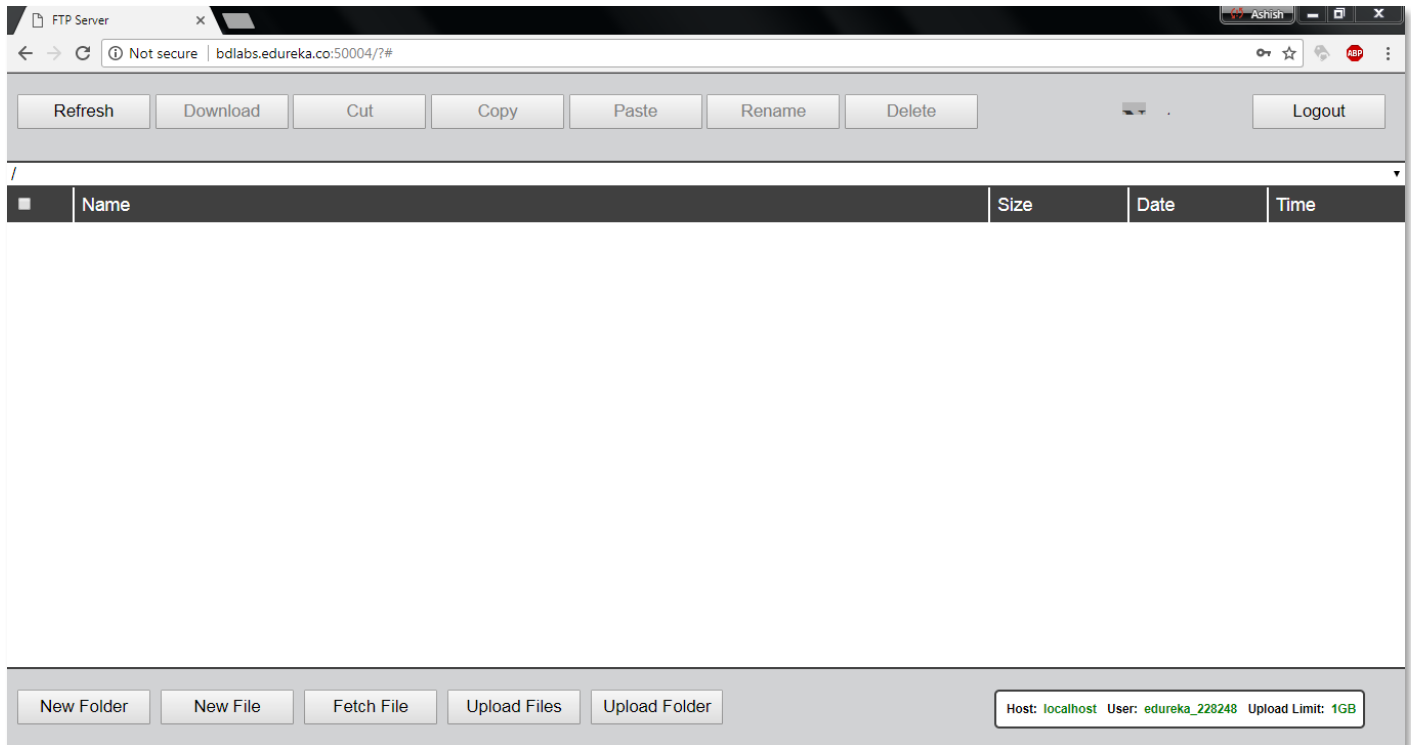 FTP Server
Ashish
Not secure | bdlabs.edureka.co:50004/?#
ABP
Refresh Download Cut Copy Paste Rename Delete Logout
/
Name Size Date Time
New Folder New File Fetch File Upload Files Upload Folder
Host: localhost User: edureka_228248 Upload Limit: 1GB